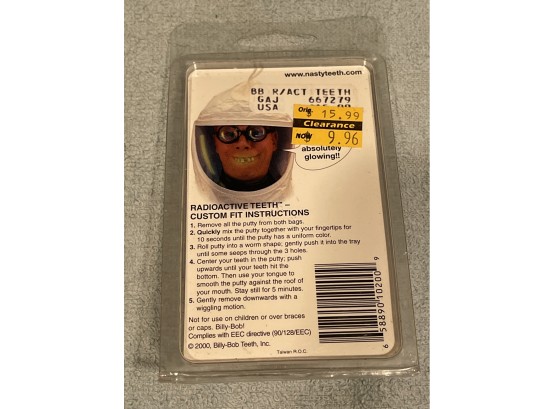 www.nastyteeth.com
BB R/ACT TEETH
GAJ 667279
USA
Orig. $ 15.99
Clearance
Now $ 9.96
absolutely
glowing!!
RADIOACTIVE TEETH™ –
CUSTOM FIT INSTRUCTIONS
1. Remove all the putty from both bags.
2. Quickly mix the putty together with your fingertips for
10 seconds until the putty has a uniform color.
3. Roll putty into a worm shape; gently push it into the tray
until some seeps through the 3 holes.
4. Center your teeth in the putty; push
upwards until your teeth hit the
bottom. Then use your tongue to
smooth the putty against the roof of
your mouth. Stay still for 5 minutes.
5. Gently remove downwards with a
wiggling motion.
Not for use on children or over braces
or caps. Billy-Bob!
Complies with EEC directive (90/128/EEC)
© 2000, Billy-Bob Teeth, Inc.
Taiwan R.O.C.
6 58890 10200 9